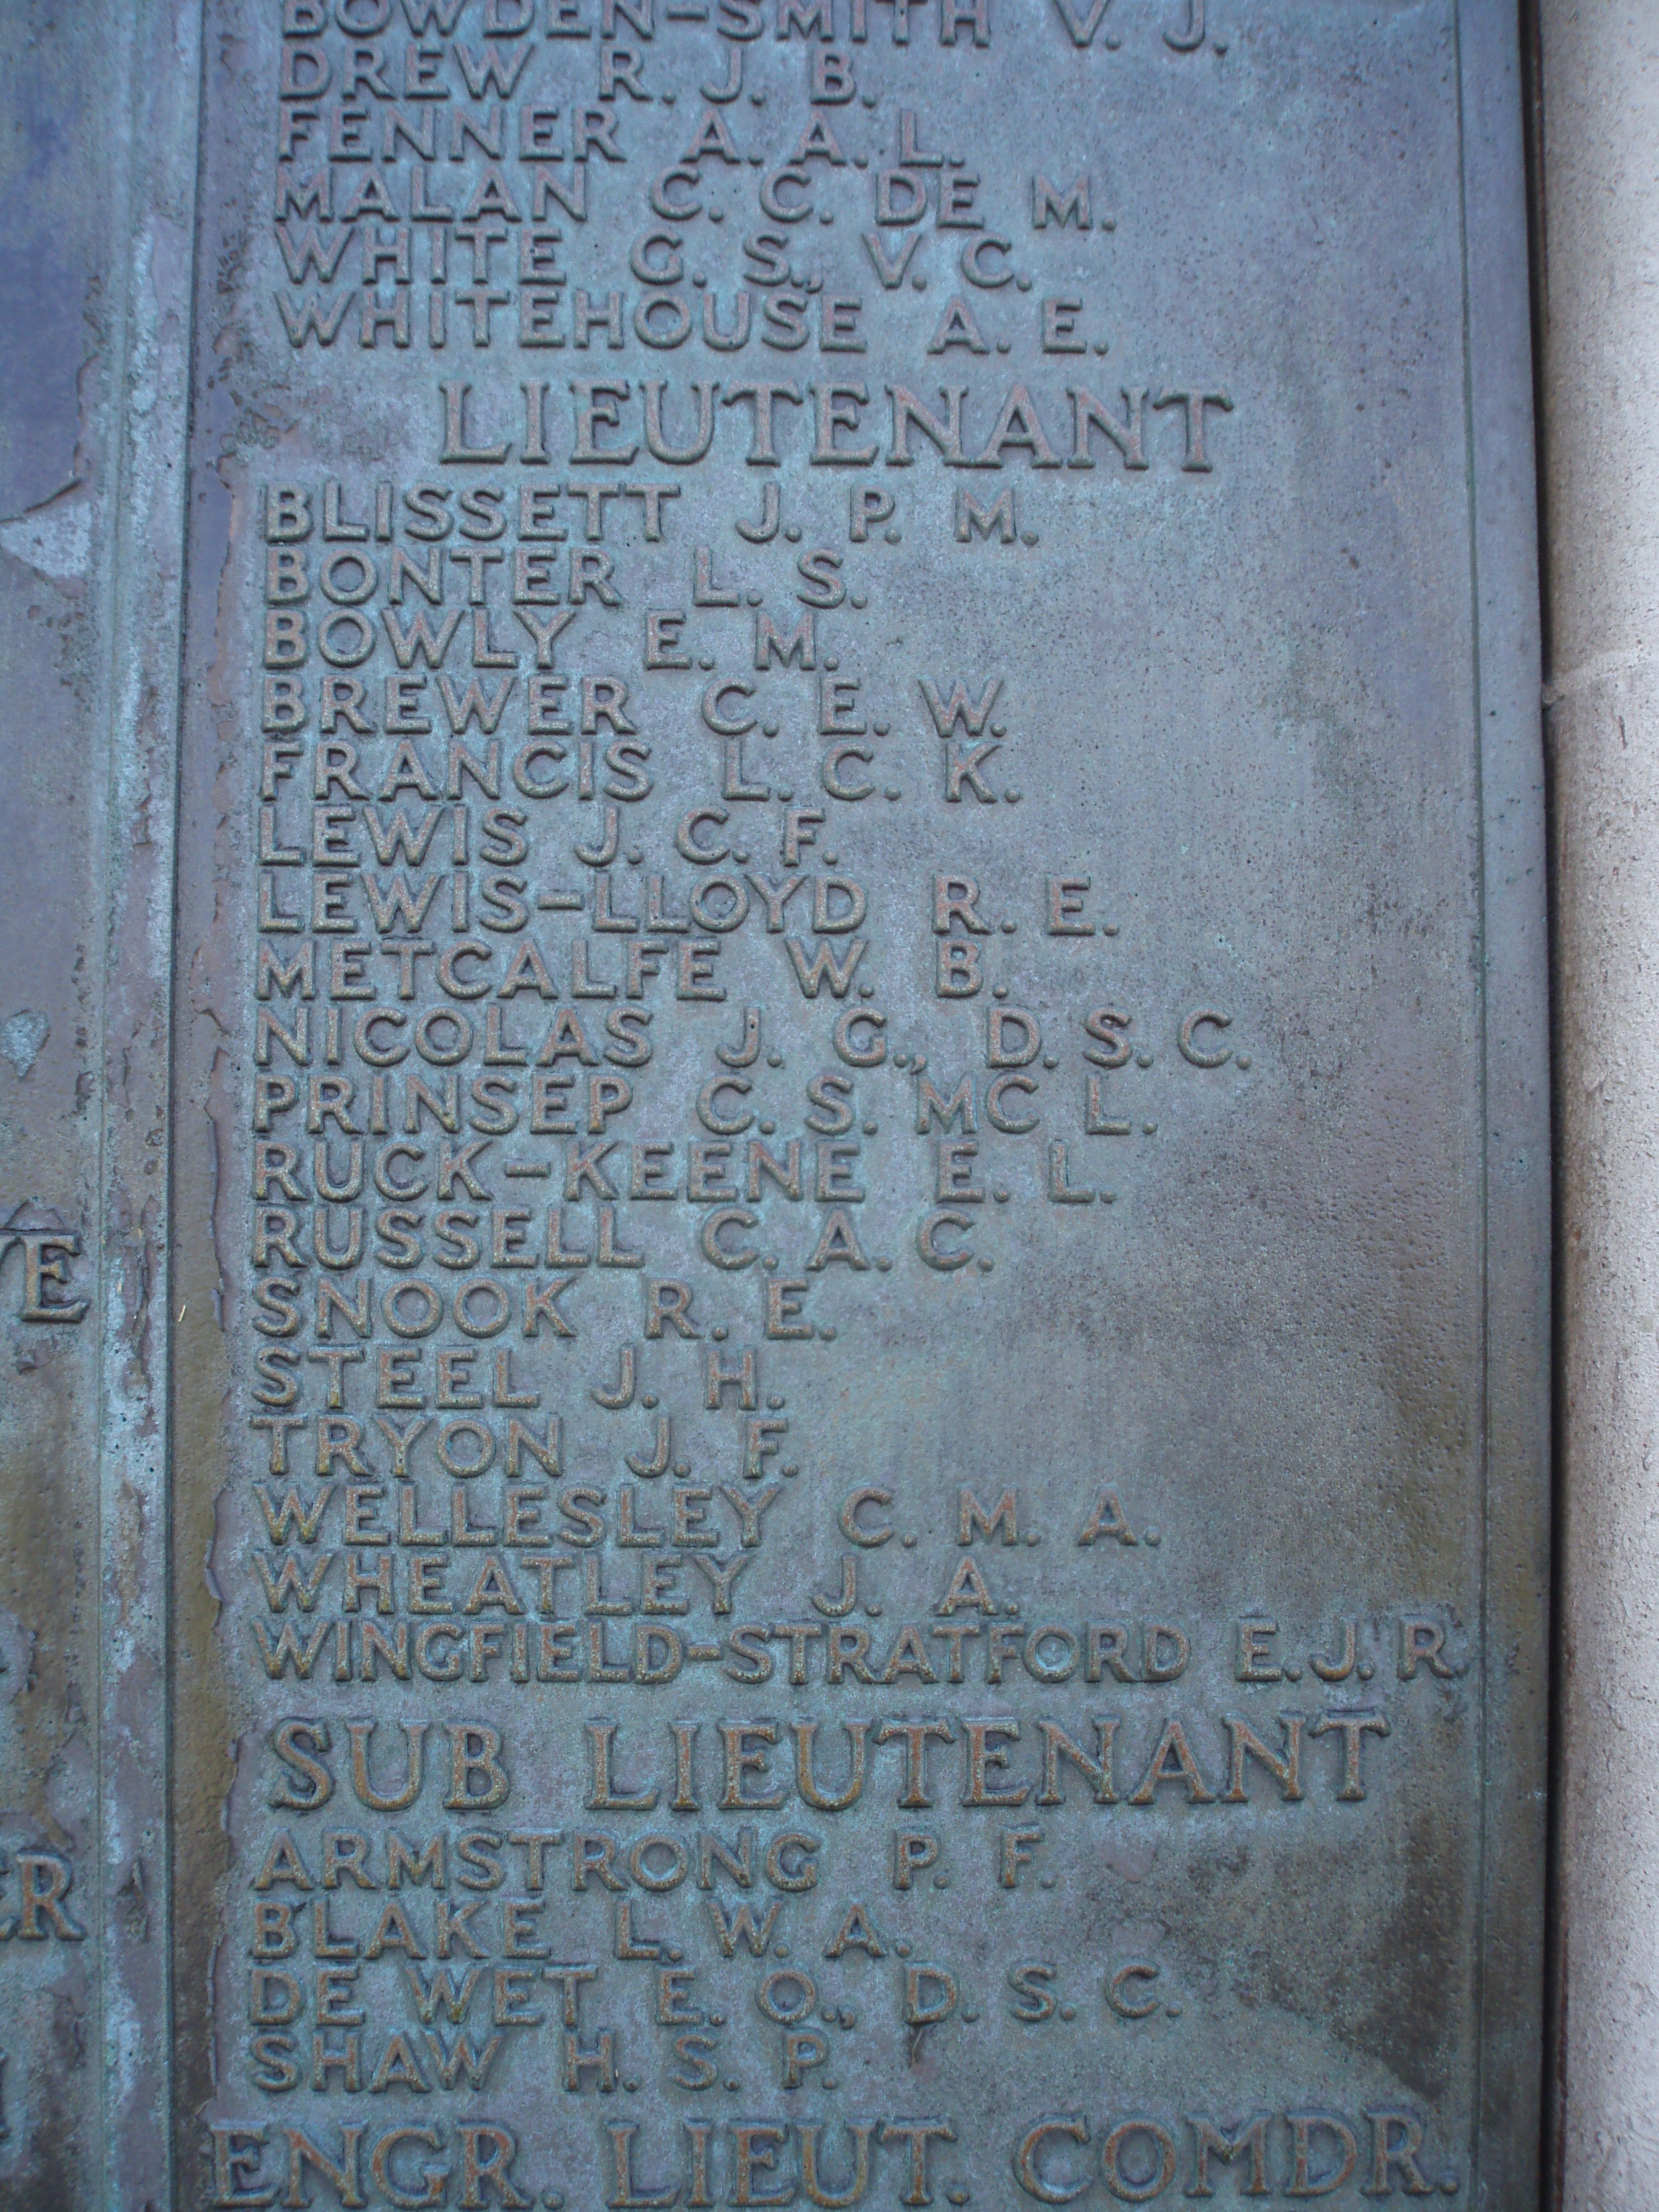 BOWDEN-SMITH V. J.
DREW R. J. B.
FENNER A. A. L.
MALAN C. C. DE M.
WHITE G. S., V. C.
WHITEHOUSE A. E.
LIEUTENANT
BLISSETT J. P. M.
BONTER L. S.
BOWLY E. M.
BREWER C. E. W.
FRANCIS L. C. K.
LEWIS J. C. F.
LEWIS-LLOYD R. E.
METCALFE W. B.
NICOLAS J. G., D. S. C.
PRINSEP C. S. MC L.
RUCK-KEENE E. L.
RUSSELL C. A. C.
SNOOK R. E.
STEEL J. H.
TRYON J. F.
WELLESLEY C. M. A.
WHEATLEY J. A.
WINGFIELD-STRATFORD E. J. R.
SUB LIEUTENANT
ARMSTRONG P. F.
BLAKE L. W. A.
DE WET E. O., D. S. C.
SHAW H. S. P.
ENGR. LIEUT. COMDR.